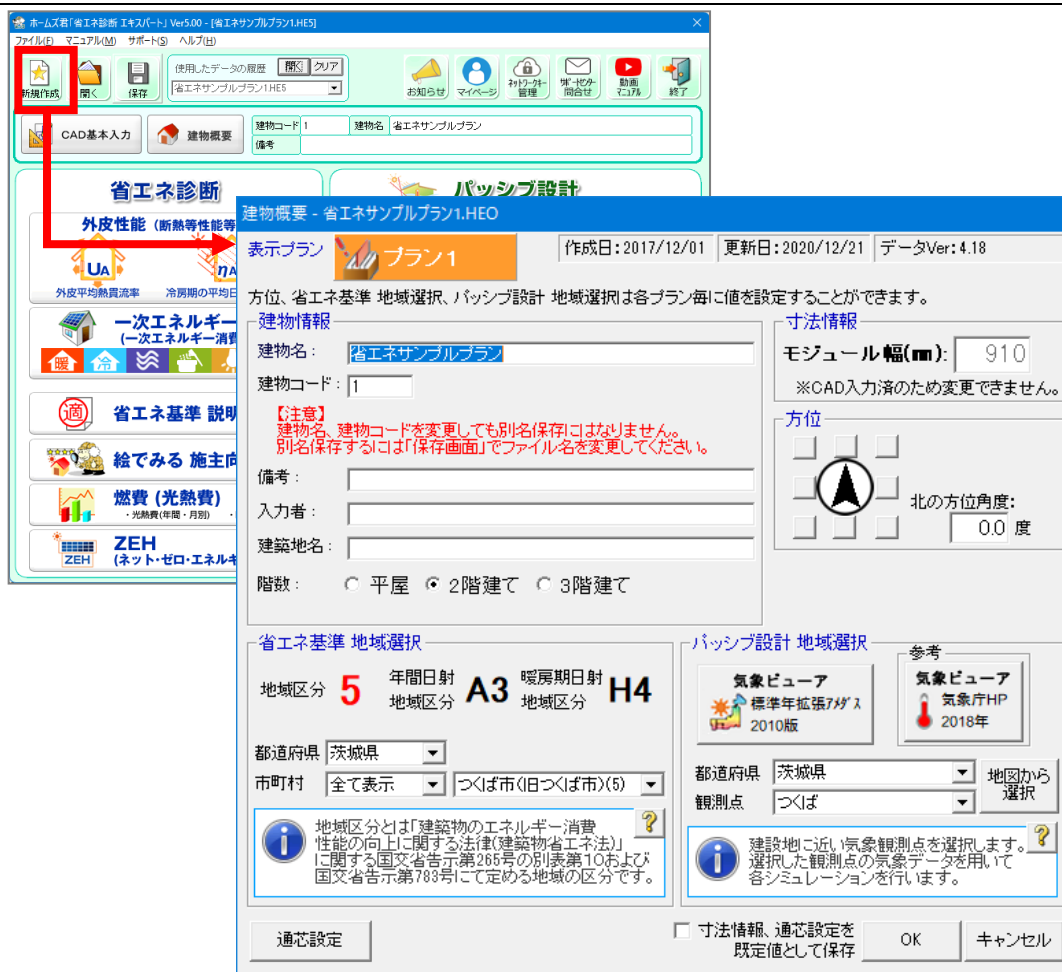 ホームズ君「省エネ診断 エキスパート」Ver5.00 - [省エネサンプルプラン1.HE5]
ファイル(F) マニュアル(M) サポート(S) ヘルプ(H)
新規作成 開く 保存
使用したデータの履歴 開く クリア
省エネサンプルプラン1.HE5
お知らせ マイページ ネットワークキー管理 サポートセンター問合せ 動画マニュアル 終了
CAD基本入力 建物概要
建物コード 1 建物名 省エネサンプルプラン
備考
省エネ診断 パッシブ設計
外皮性能 (断熱等性能等
UA ηA
外皮平均熱貫流率 冷房期の平均日
一次エネルギー
(一次エネルギー消費
暖 冷
適 省エネ基準 説明
絵でみる 施主向
燃費 (光熱費)
・光熱費(年間・月別) ・
ZEH ZEH
(ネット・ゼロ・エネルギ
建物概要 - 省エネサンプルプラン1.HEO
表示プラン プラン1 作成日:2017/12/01 更新日:2020/12/21 データVer:4.18
方位、省エネ基準 地域選択、パッシブ設計 地域選択は各プラン毎に値を設定することができます。
建物情報
建物名: 省エネサンプルプラン
建物コード: 1
【注意】
建物名、建物コードを変更しても別名保存にはなりません。
別名保存するには「保存画面」でファイル名を変更してください。
備考:
入力者:
建築地名:
階数: 平屋 2階建て 3階建て
寸法情報
モジュール幅(㎜): 910
※CAD入力済のため変更できません。
方位
北の方位角度:
0.0 度
省エネ基準 地域選択
地域区分 5 年間日射地域区分 A3 暖房期日射地域区分 H4
都道府県 茨城県
市町村 全て表示 つくば市(旧つくば市)(5)
地域区分とは「建築物のエネルギー消費
性能の向上に関する法律(建築物省エネ法)」
に関する国交省告示第265号の別表第10および
国交省告示第783号にて定める地域の区分です。
パッシブ設計 地域選択
気象ビューア
標準年拡張アメダス
2010版
参考
気象ビューア
気象庁HP
2018年
都道府県 茨城県
観測点 つくば
地図から
選択
建設地に近い気象観測点を選択します。
選択した観測点の気象データを用いて
各シミュレーションを行います。
通芯設定
寸法情報、通芯設定を
既定値として保存
OK キャンセル